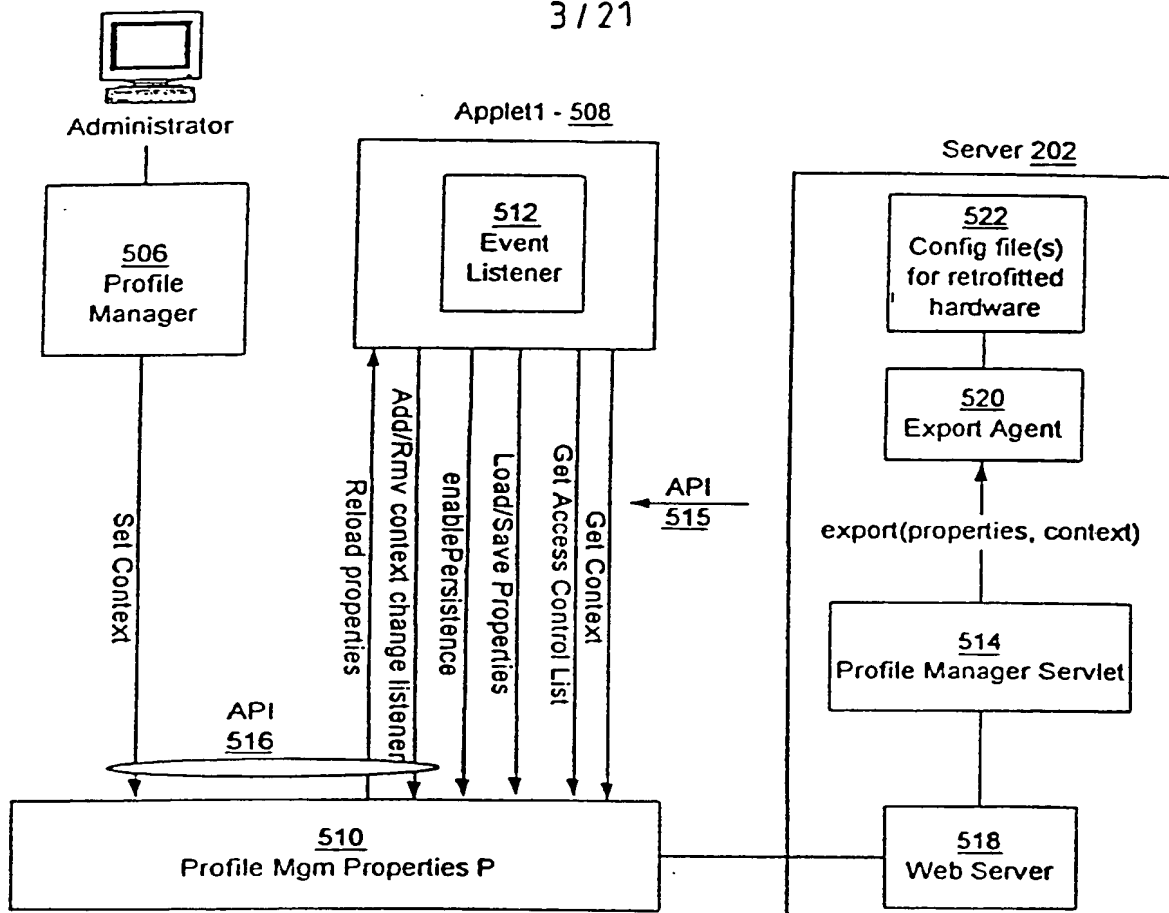 3/21
Administrator
Applet1 - 508
Server 202
506
Profile
Manager
512
Event
Listener
522
Config file(s)
for retrofitted
hardware
520
Export Agent
export(properties, context)
514
Profile Manager Servlet
518
Web Server
Set Context
Reload properties
Add/Rmv context change listener
enablePersistence
Load/Save Properties
Get Access Control List
Get Context
API
515
API
516
510
Profile Mgm Properties P